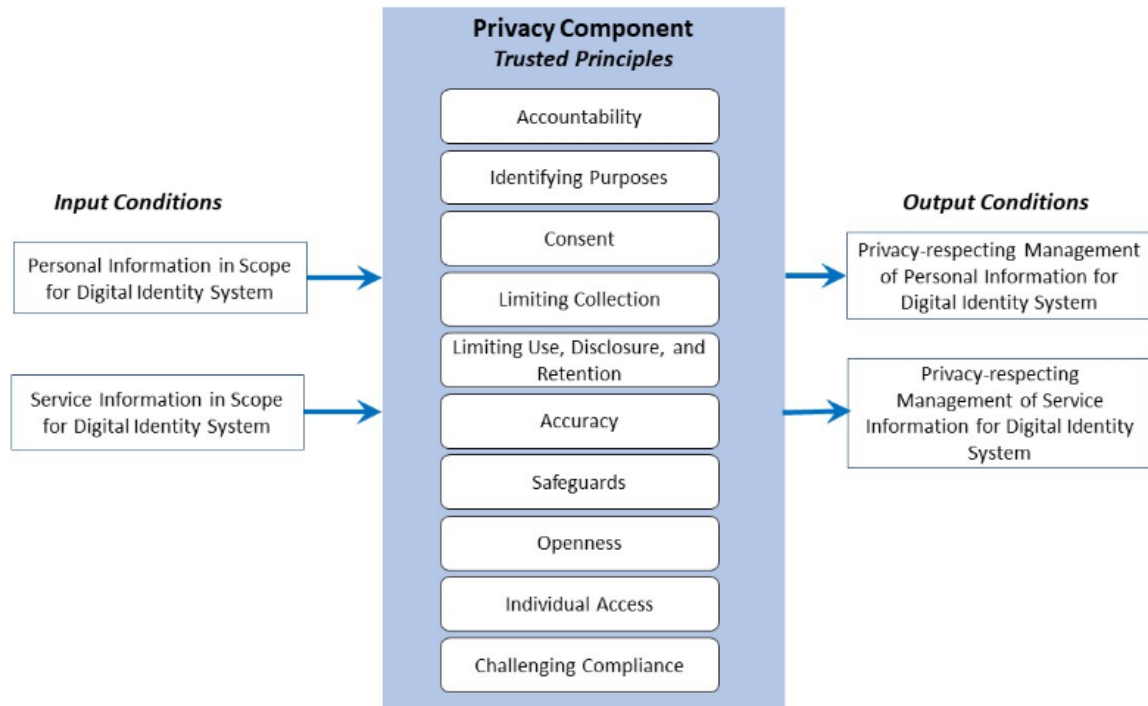 Privacy Component
Trusted Principles
Accountability
Identifying Purposes
Consent
Limiting Collection
Limiting Use, Disclosure, and
Retention
Accuracy
Safeguards
Openness
Individual Access
Challenging Compliance
Input Conditions
Personal Information in Scope
for Digital Identity System
Service Information in Scope
for Digital Identity System
Output Conditions
Privacy-respecting Management
of Personal Information for
Digital Identity System
Privacy-respecting
Management of Service
Information for Digital Identity
System